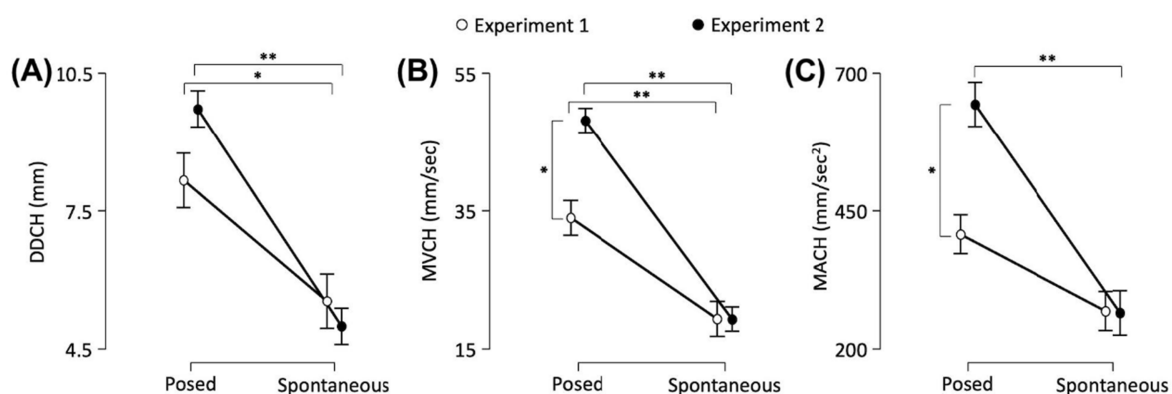 Experiment 1 Experiment 2
(A) ** *
10.5
7.5
4.5
DDCH (mm)
Posed Spontaneous
(B) ** **
55
35
15
MVCH (mm/sec)
*
Posed Spontaneous
(C) **
700
450
200
MACH (mm/sec²)
*
Posed Spontaneous